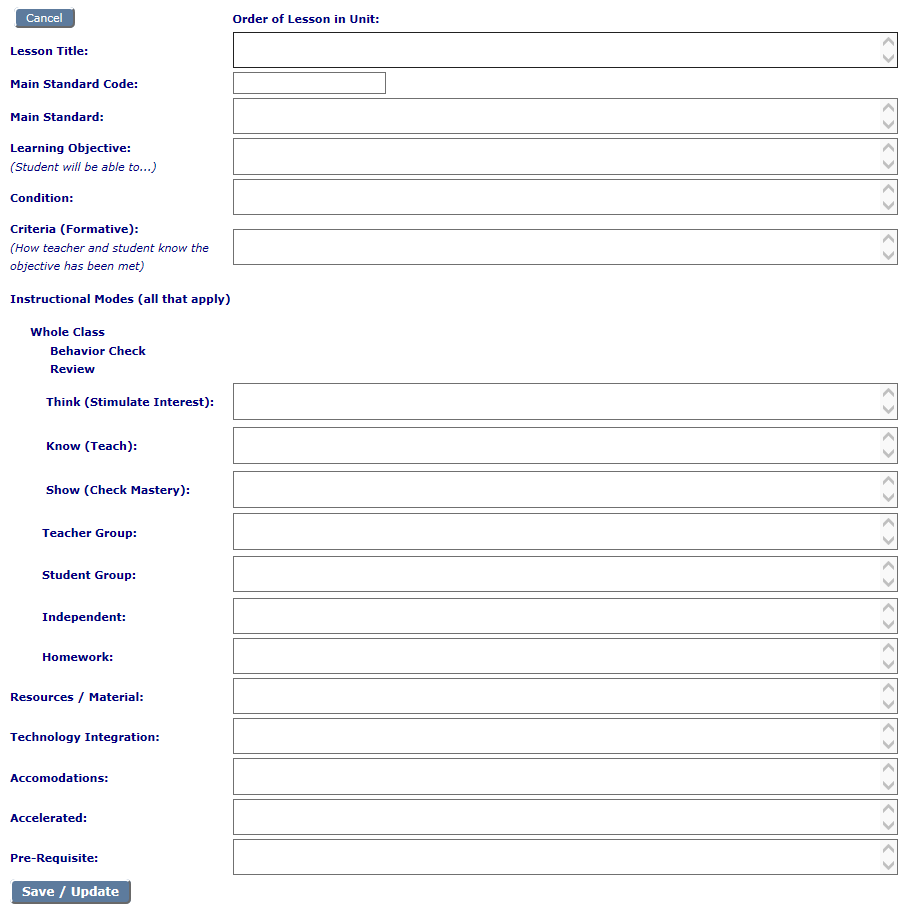 Cancel
Order of Lesson in Unit:
Lesson Title:
Main Standard Code:
Main Standard:
Learning Objective:
(Student will be able to...)
Condition:
Criteria (Formative):
(How teacher and student know the
objective has been met)
Instructional Modes (all that apply)
Whole Class
Behavior Check
Review
Think (Stimulate Interest):
Know (Teach):
Show (Check Mastery):
Teacher Group:
Student Group:
Independent:
Homework:
Resources / Material:
Technology Integration:
Accomodations:
Accelerated:
Pre-Requisite:
Save / Update